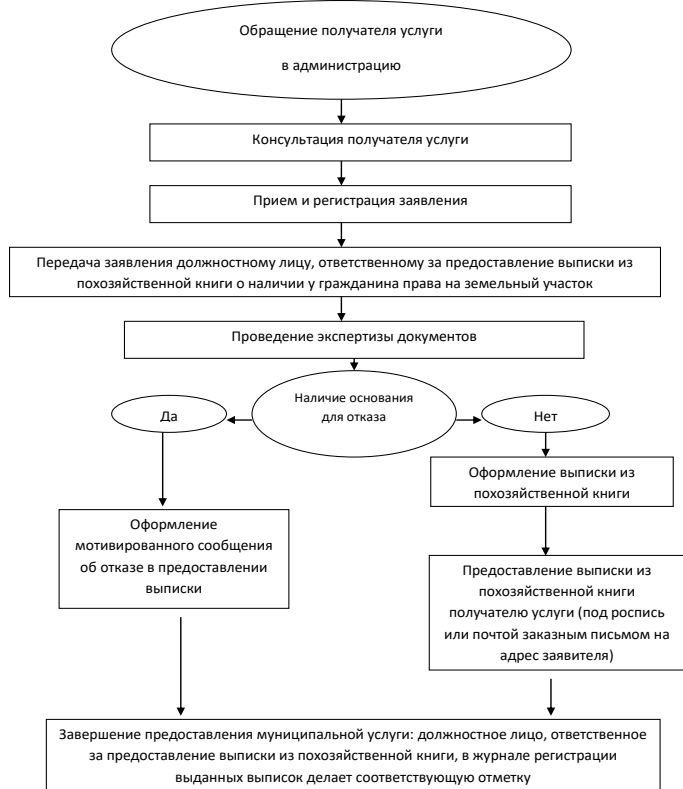 Обращение получателя услуги
в администрацию
Консультация получателя услуги
Прием и регистрация заявления
Передача заявления должностному лицу, ответственному за предоставление выписки из
похозяйственной книги о наличии у гражданина права на земельный участок
Проведение экспертизы документов
Наличие основания
для отказа
Да
Нет
Оформление выписки из
похозяйственной книги
Оформление
мотивированного сообщения
об отказе в предоставлении
выписки
Предоставление выписки из
похозяйственной книги
получателю услуги (под роспись
или почтой заказным письмом на
адрес заявителя)
Завершение предоставления муниципальной услуги: должностное лицо, ответственное
за предоставление выписки из похозяйственной книги, в журнале регистрации
выданных выписок делает соответствующую отметку